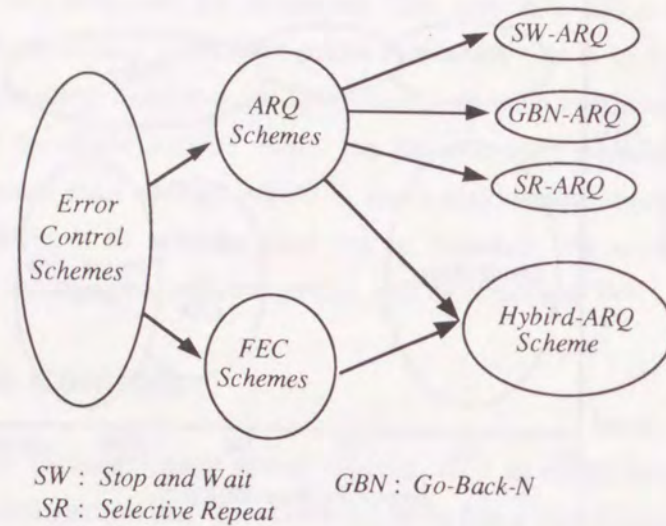 SW-ARQ
ARQ
Schemes
GBN-ARQ
SR-ARQ
Error
Control
Schemes
Hybird-ARQ
Scheme
FEC
Schemes
SW : Stop and Wait
GBN : Go-Back-N
SR : Selective Repeat